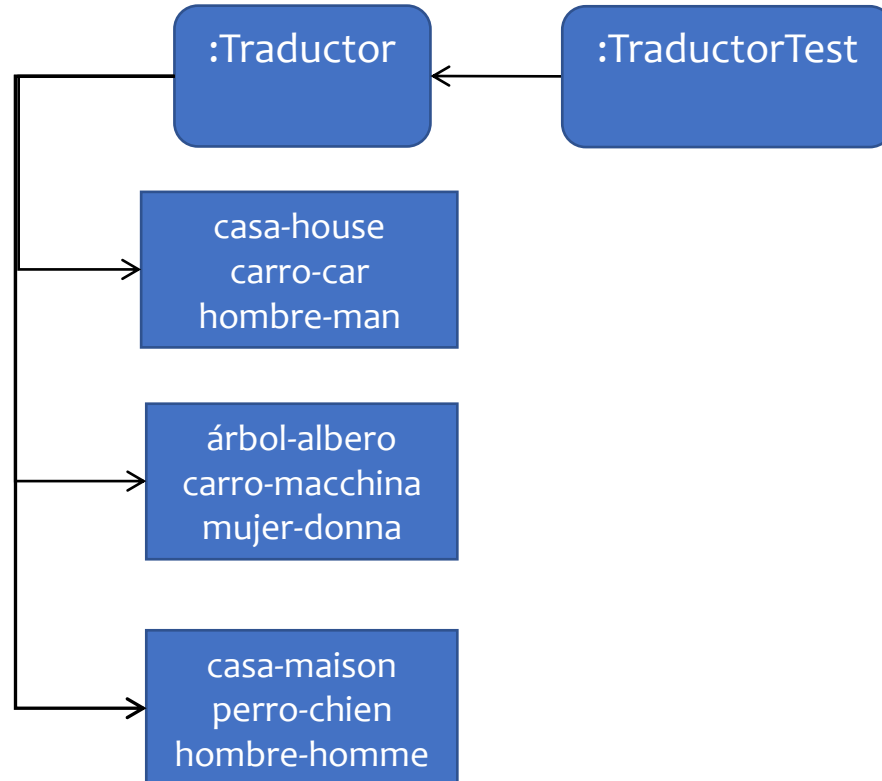 :Traductor
:TraductorTest
casa-house
carro-car
hombre-man
árbol-albero
carro-macchina
mujer-donna
casa-maison
perro-chien
hombre-homme